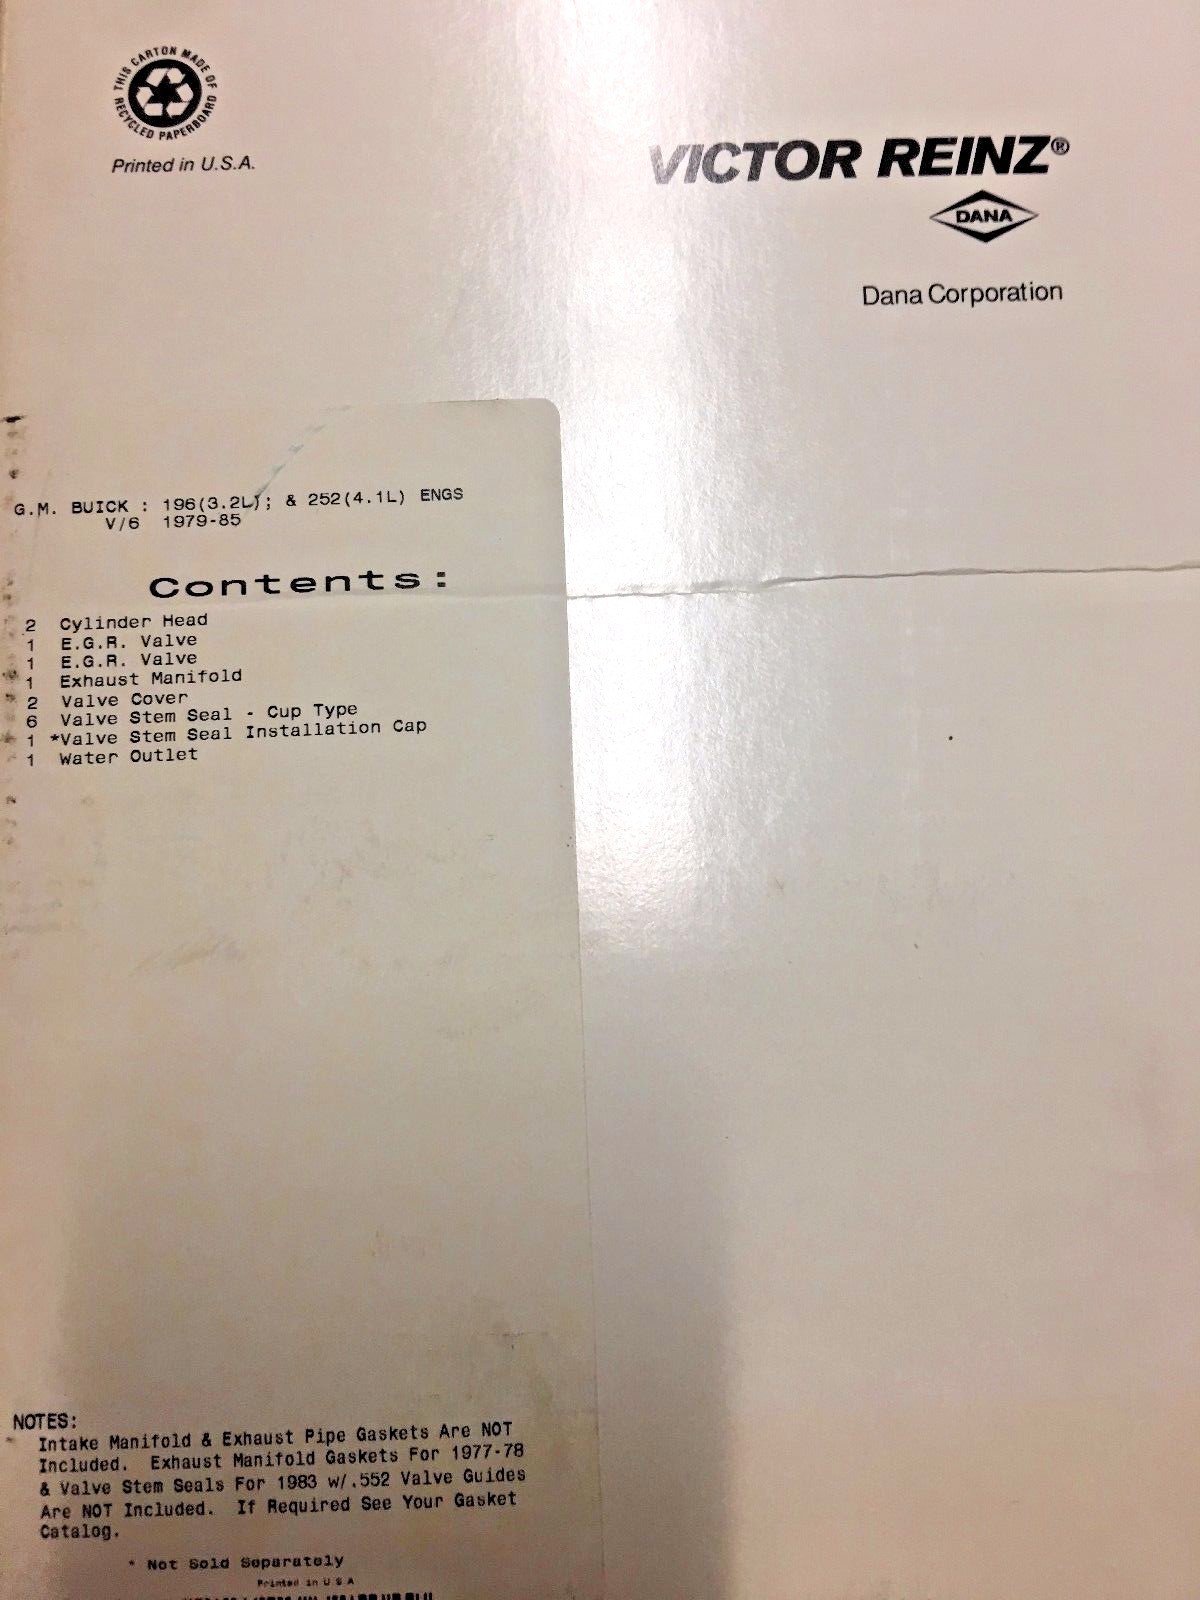 THIS CARTON MADE OF RECYCLED PAPERBOARD
Printed in U.S.A.
VICTOR REINZ®
DANA
Dana Corporation
G.M. BUICK : 196(3.2L); & 252(4.1L) ENGS
V/6 1979-85
Contents:
2 Cylinder Head
1 E.G.R. Valve
1 E.G.R. Valve
1 Exhaust Manifold
2 Valve Cover
6 Valve Stem Seal - Cup Type
1 *Valve Stem Seal Installation Cap
1 Water Outlet
NOTES:
Intake Manifold & Exhaust Pipe Gaskets Are NOT
Included. Exhaust Manifold Gaskets For 1977-78
& Valve Stem Seals For 1983 w/.552 Valve Guides
Are NOT Included. If Required See Your Gasket
Catalog.
* Not Sold Separately
Printed in U S A